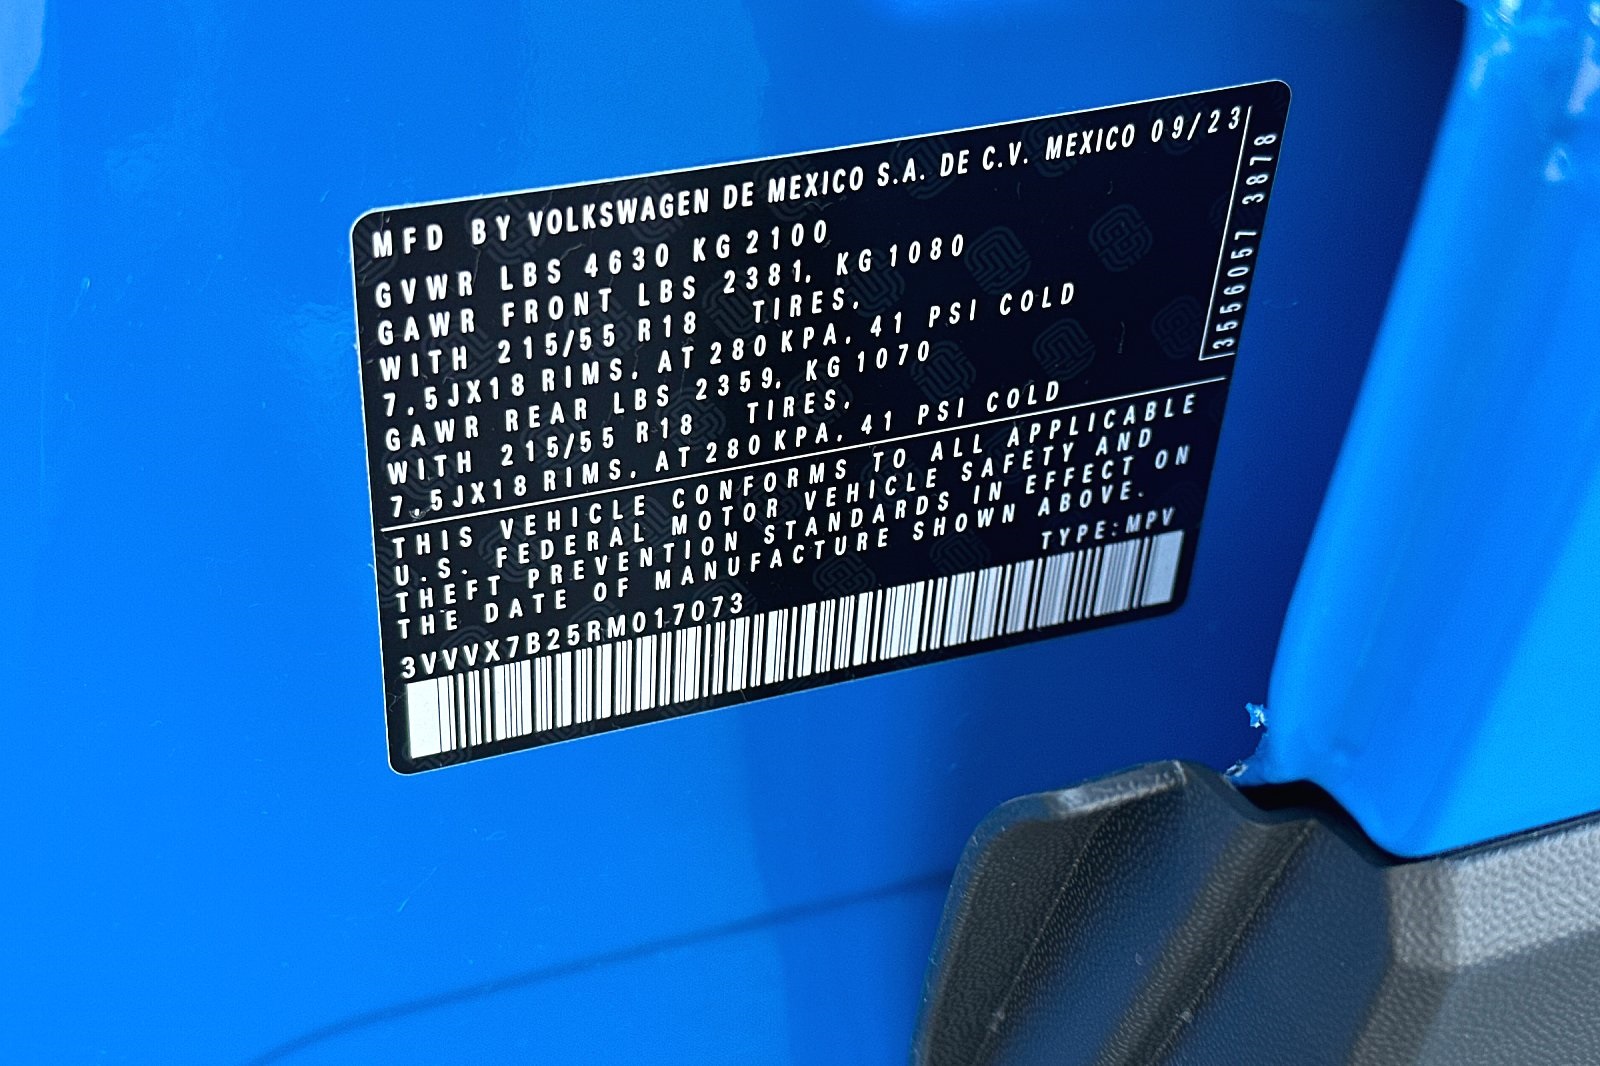 MFD BY VOLKSWAGEN DE MEXICO S.A. DE C.V. MEXICO 09/23
GVWR LBS 4630 KG 2100
GAWR FRONT LBS 2381, KG 1080
WITH 215/55 R18 TIRES,
7.5JX18 RIMS, AT 280 KPA, 41 PSI COLD
GAWR REAR LBS 2359, KG 1070
WITH 215/55 R18 TIRES,
7.5JX18 RIMS, AT 280 KPA, 41 PSI COLD
3556057 3878
THIS VEHICLE CONFORMS TO ALL APPLICABLE
U.S. FEDERAL MOTOR VEHICLE SAFETY AND
THEFT PREVENTION STANDARDS IN EFFECT ON
THE DATE OF MANUFACTURE SHOWN ABOVE.
3VVVX7B25RM017073 TYPE:MPV